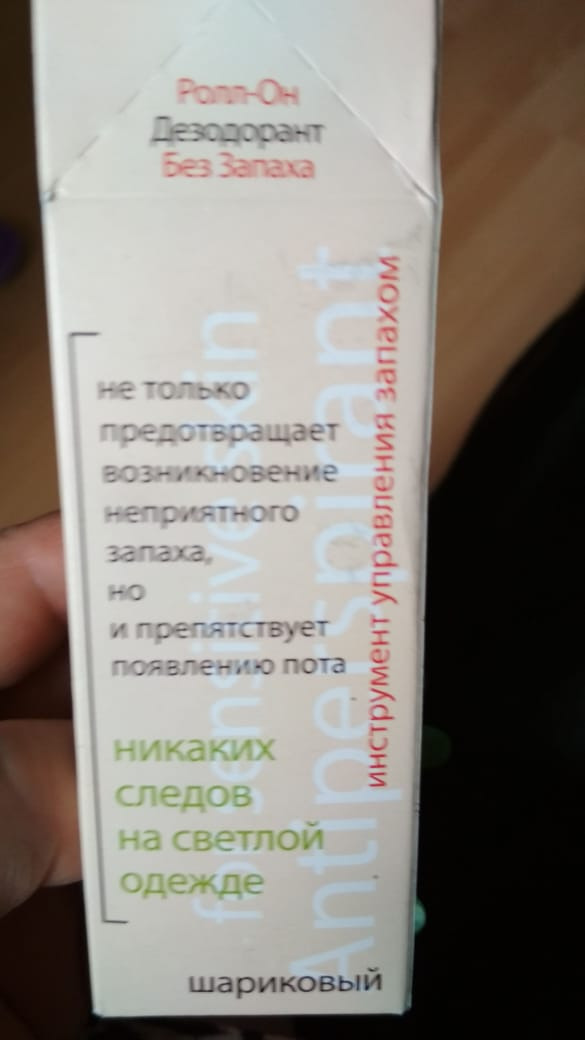 Ролл-Он
Дезодорант
Без Запаха
не только
предотвращает
возникновение
неприятного
запаха,
но
и препятствует
появлению пота
никаких
следов
на светлой
одежде
шариковый
for sensitive skin
Antiperspirant
инструмент управления запахом